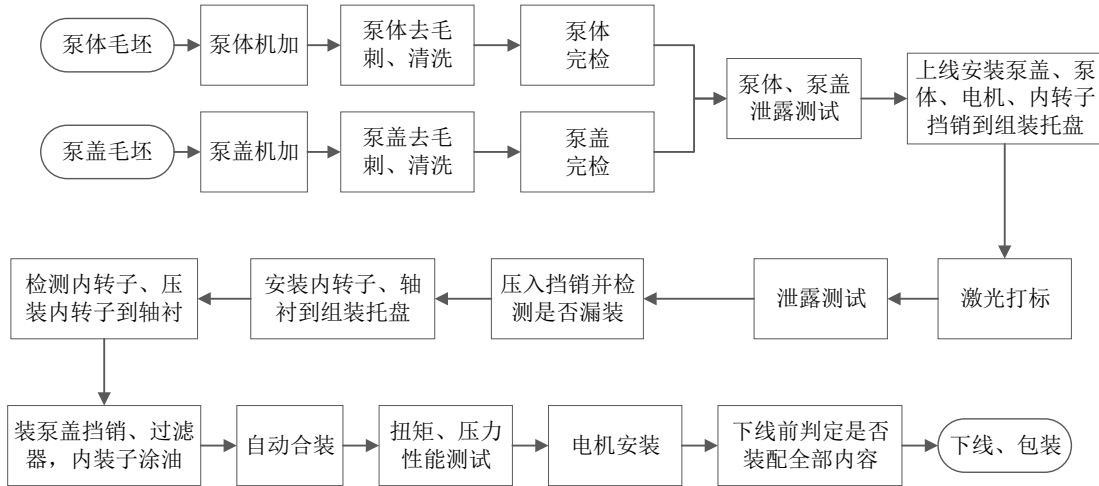 泵体毛坯
泵体机加
泵体去毛
刺、清洗
泵体
完检
泵盖毛坯
泵盖机加
泵盖去毛
刺、清洗
泵盖
完检
泵体、泵盖
泄露测试
上线安装泵盖、泵
体、电机、内转子
挡销到组装托盘
激光打标
泄露测试
压入挡销并检
测是否漏装
安装内转子、轴
衬到组装托盘
检测内转子、压
装内转子到轴衬
装泵盖挡销、过滤
器，内装子涂油
自动合装
扭矩、压力
性能测试
电机安装
下线前判定是否
装配全部内容
下线、包装